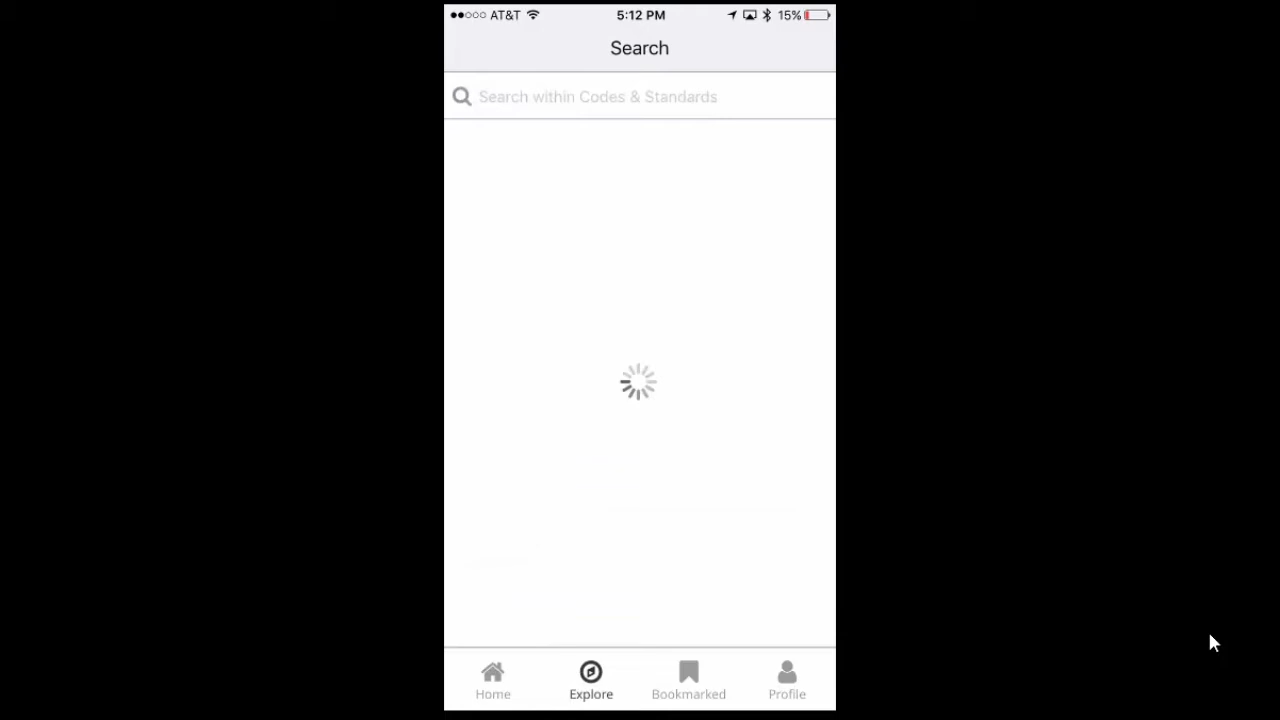 AT&T 5:12 PM 15%
Search
Search within Codes & Standards
Home Explore Bookmarked Profile